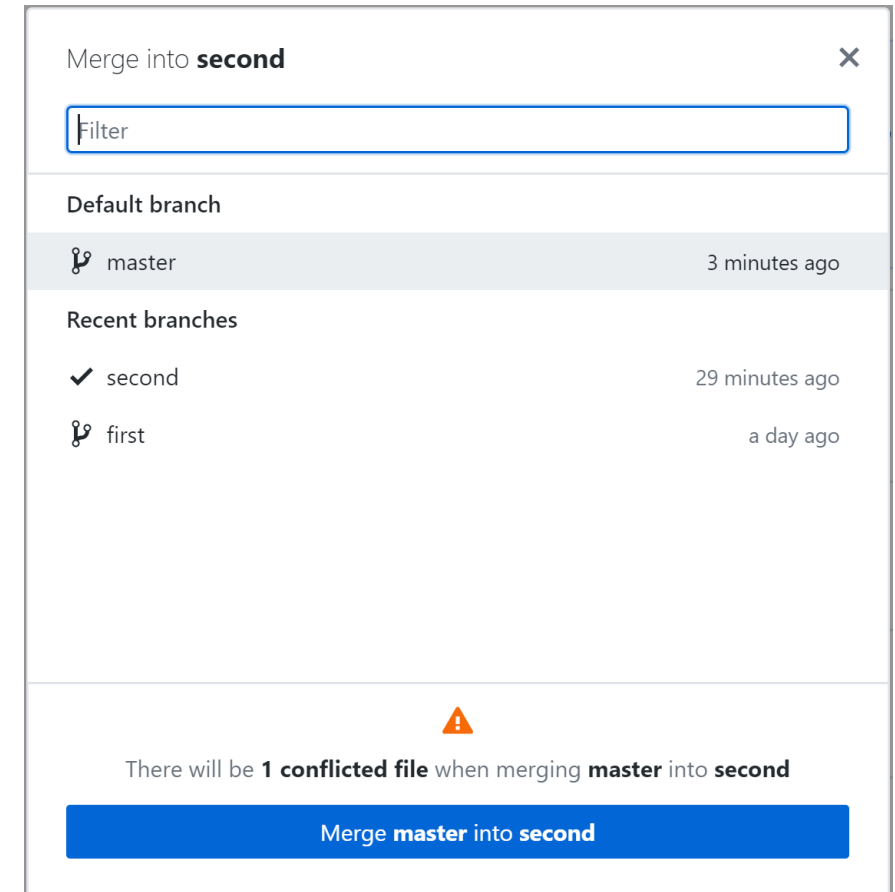 Merge into second
Filter
Default branch
master 3 minutes ago
Recent branches
second 29 minutes ago
first a day ago
There will be 1 conflicted file when merging master into second
Merge master into second